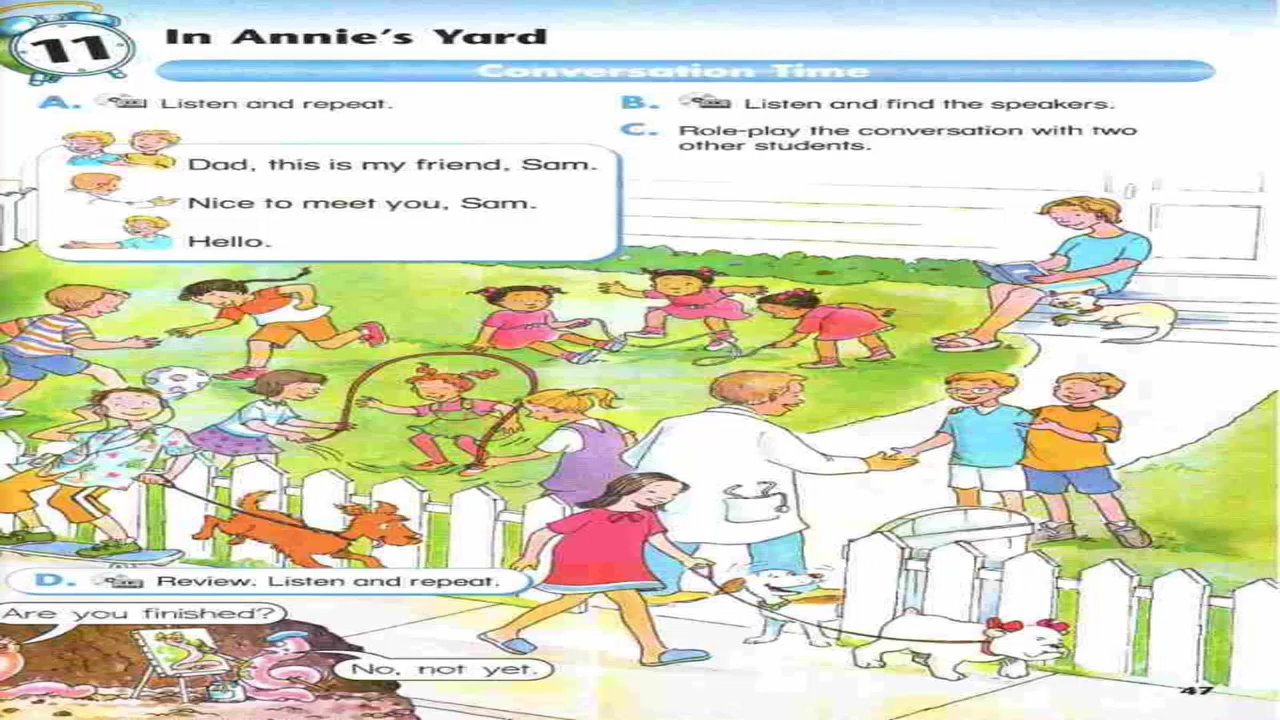 11
In Annie's Yard
Conversation Time
A. Listen and repeat.
Dad, this is my friend, Sam.
Nice to meet you, Sam.
Hello.
B. Listen and find the speakers.
C. Role-play the conversation with two
other students.
D. Review. Listen and repeat.
Are you finished?
No, not yet.
47